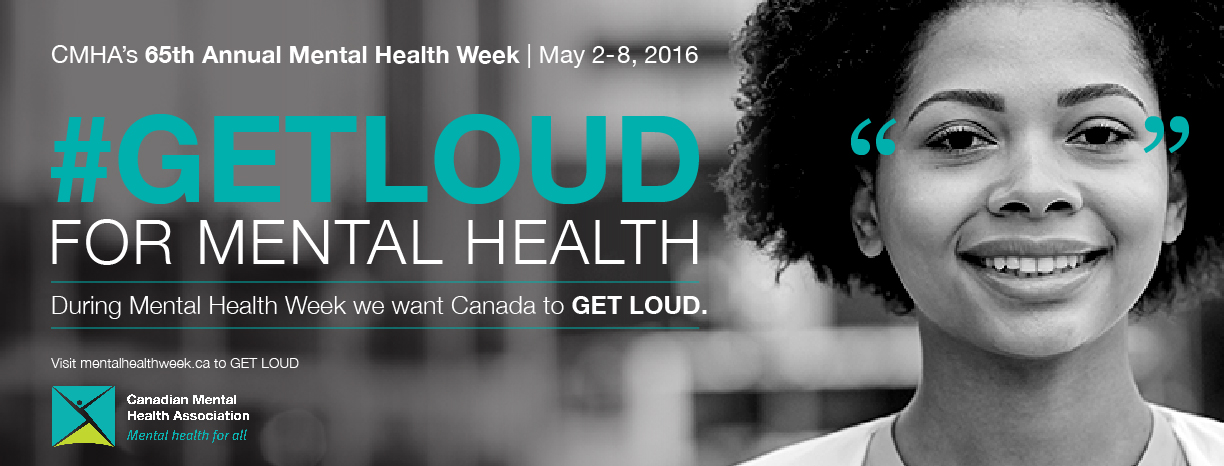 CMHA's 65th Annual Mental Health Week | May 2-8, 2016
#GETLOUD
“ ”
FOR MENTAL HEALTH
During Mental Health Week we want Canada to GET LOUD.
Visit mentalhealthweek.ca to GET LOUD
Canadian Mental
Health Association
Mental health for all